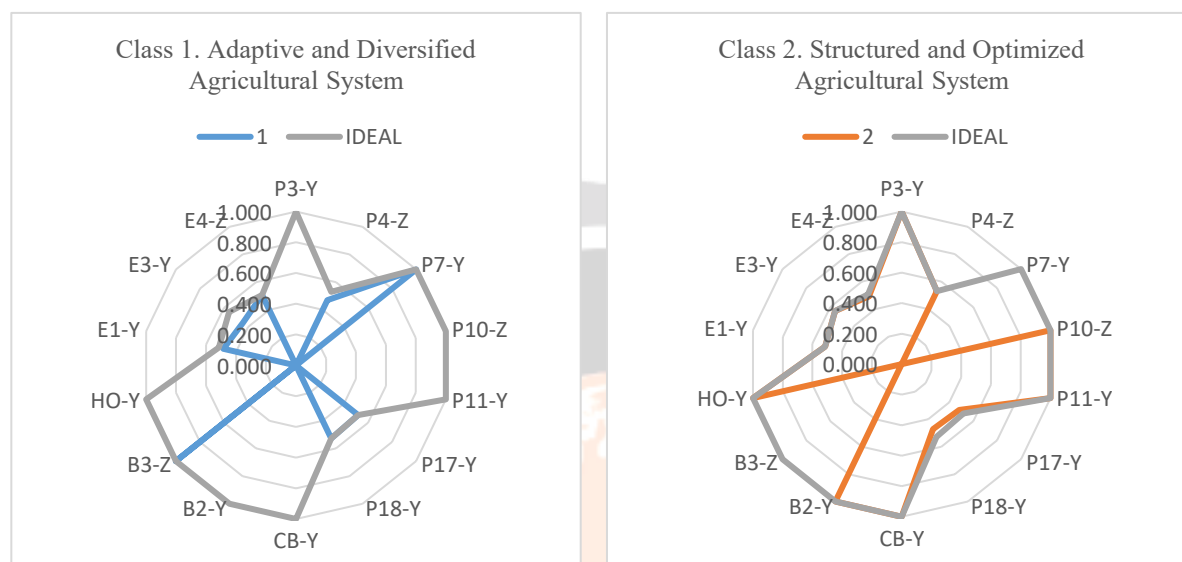 Class 1. Adaptive and Diversified
Agricultural System
1 IDEAL
P3-Y
P4-Z
P7-Y
P10-Z
P11-Y
P17-Y
P18-Y
CB-Y
B2-Y
B3-Z
HO-Y
E1-Y
E3-Y
E4-Z
1.000
0.800
0.600
0.400
0.200
0.000
Class 2. Structured and Optimized
Agricultural System
2 IDEAL
P3-Y
P4-Z
P7-Y
P10-Z
P11-Y
P17-Y
P18-Y
CB-Y
B2-Y
B3-Z
HO-Y
E1-Y
E3-Y
E4-Z
1.000
0.800
0.600
0.400
0.200
0.000